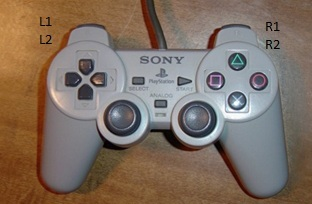 L1
L2
R1
R2
SONY
PlayStation
SELECT
START
ANALOG